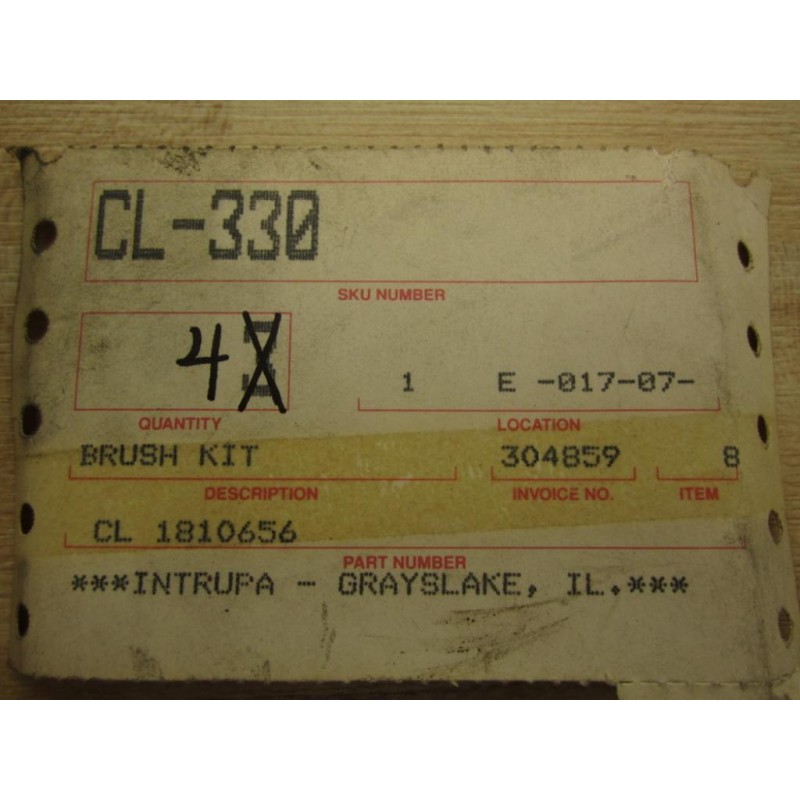 CL-330
SKU NUMBER
4
1 E -017-07-
QUANTITY LOCATION
BRUSH KIT 304859 8
DESCRIPTION INVOICE NO. ITEM
CL 1810656
PART NUMBER
***INTRUPA - GRAYSLAKE, IL.***